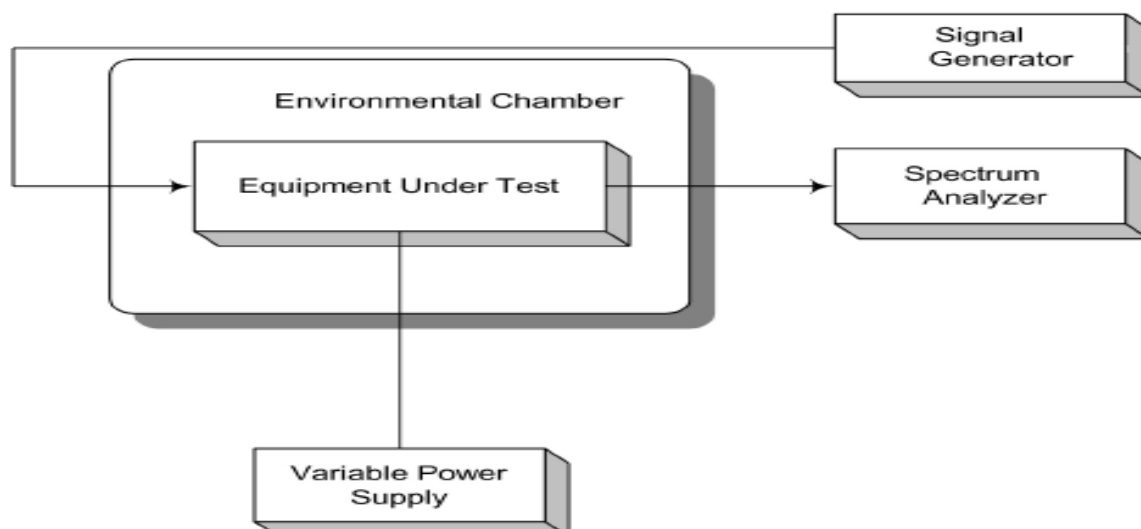 Signal
Generator
Environmental Chamber
Equipment Under Test
Spectrum
Analyzer
Variable Power
Supply